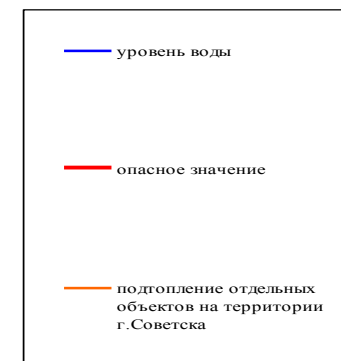 уровень воды
опасное значение
подтопление отдельных
объектов на территории
г.Советска